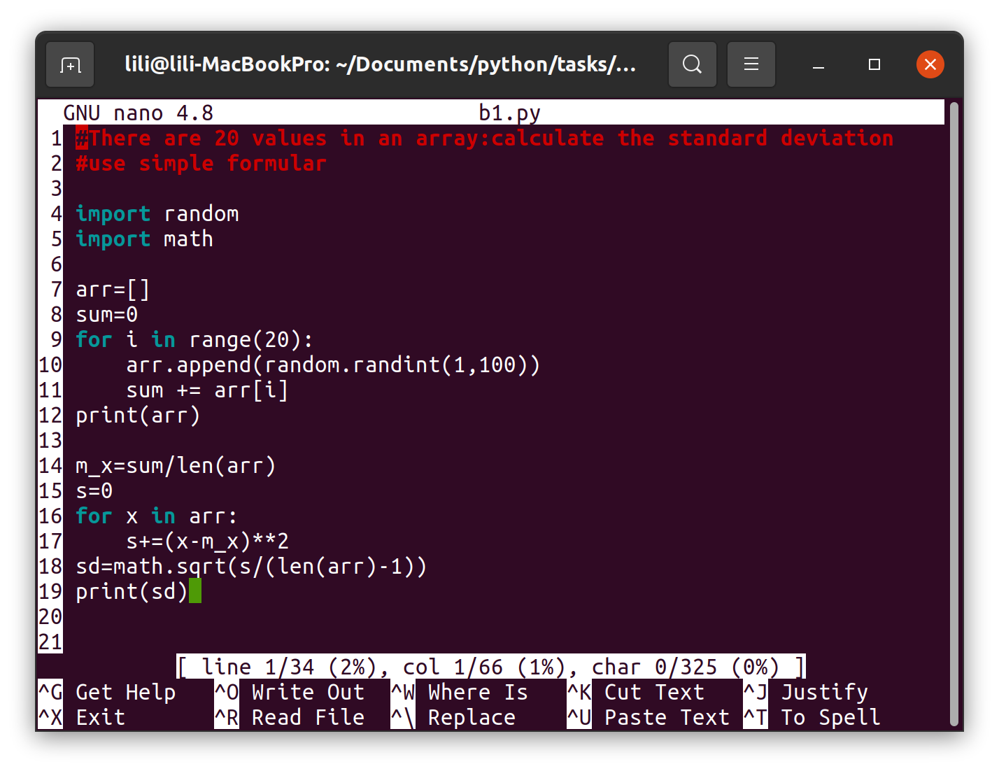 lili@lili-MacBookPro: ~/Documents/python/tasks/...
GNU nano 4.8 b1.py
1 #There are 20 values in an array:calculate the standard deviation
2 #use simple formular
3
4 import random
5 import math
6
7 arr=[]
8 sum=0
9 for i in range(20):
10     arr.append(random.randint(1,100))
11     sum += arr[i]
12 print(arr)
13
14 m_x=sum/len(arr)
15 s=0
16 for x in arr:
17     s+=(x-m_x)**2
18 sd=math.sqrt(s/(len(arr)-1))
19 print(sd)
20
21
[ line 1/34 (2%), col 1/66 (1%), char 0/325 (0%) ]
^G Get Help ^O Write Out ^W Where Is ^K Cut Text ^J Justify
^X Exit ^R Read File ^\ Replace ^U Paste Text ^T To Spell